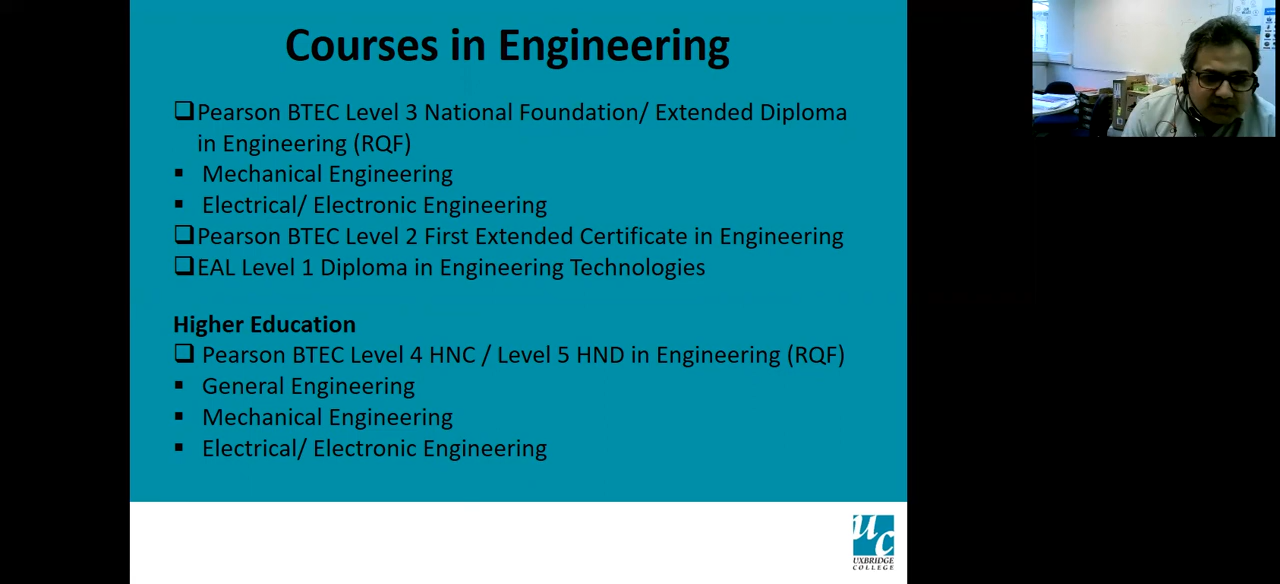 Courses in Engineering
❑Pearson BTEC Level 3 National Foundation/ Extended Diploma
in Engineering (RQF)
▪ Mechanical Engineering
▪ Electrical/ Electronic Engineering
❑Pearson BTEC Level 2 First Extended Certificate in Engineering
❑EAL Level 1 Diploma in Engineering Technologies
Higher Education
❑ Pearson BTEC Level 4 HNC / Level 5 HND in Engineering (RQF)
▪ General Engineering
▪ Mechanical Engineering
▪ Electrical/ Electronic Engineering
UC
UXBRIDGE
COLLEGE